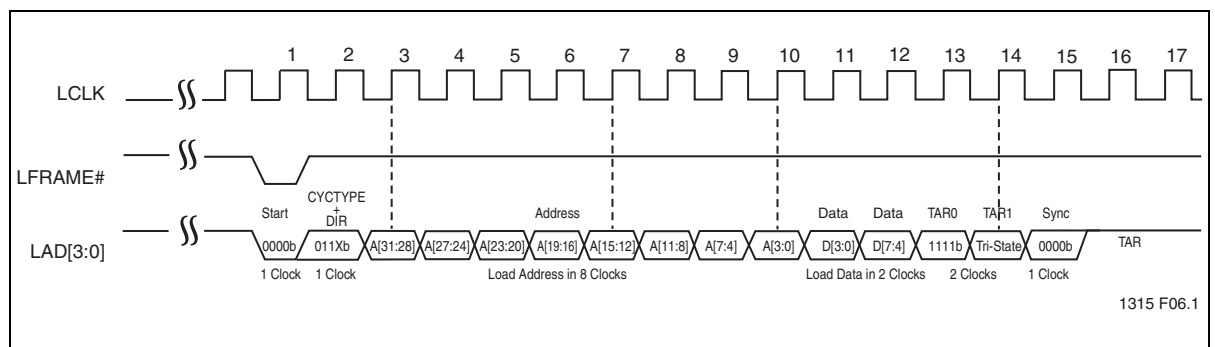 1 2 3 4 5 6 7 8 9 10 11 12 13 14 15 16 17
LCLK
LFRAME#
CYCTYPE
+
DIR
Start Address Data Data TAR0 TAR1 Sync
LAD[3:0] 0000b 011Xb A[31:28] A[27:24] A[23:20] A[19:16] A[15:12] A[11:8] A[7:4] A[3:0] D[3:0] D[7:4] 1111b Tri-State 0000b TAR
1 Clock 1 Clock Load Address in 8 Clocks Load Data in 2 Clocks 2 Clocks 1 Clock
1315 F06.1